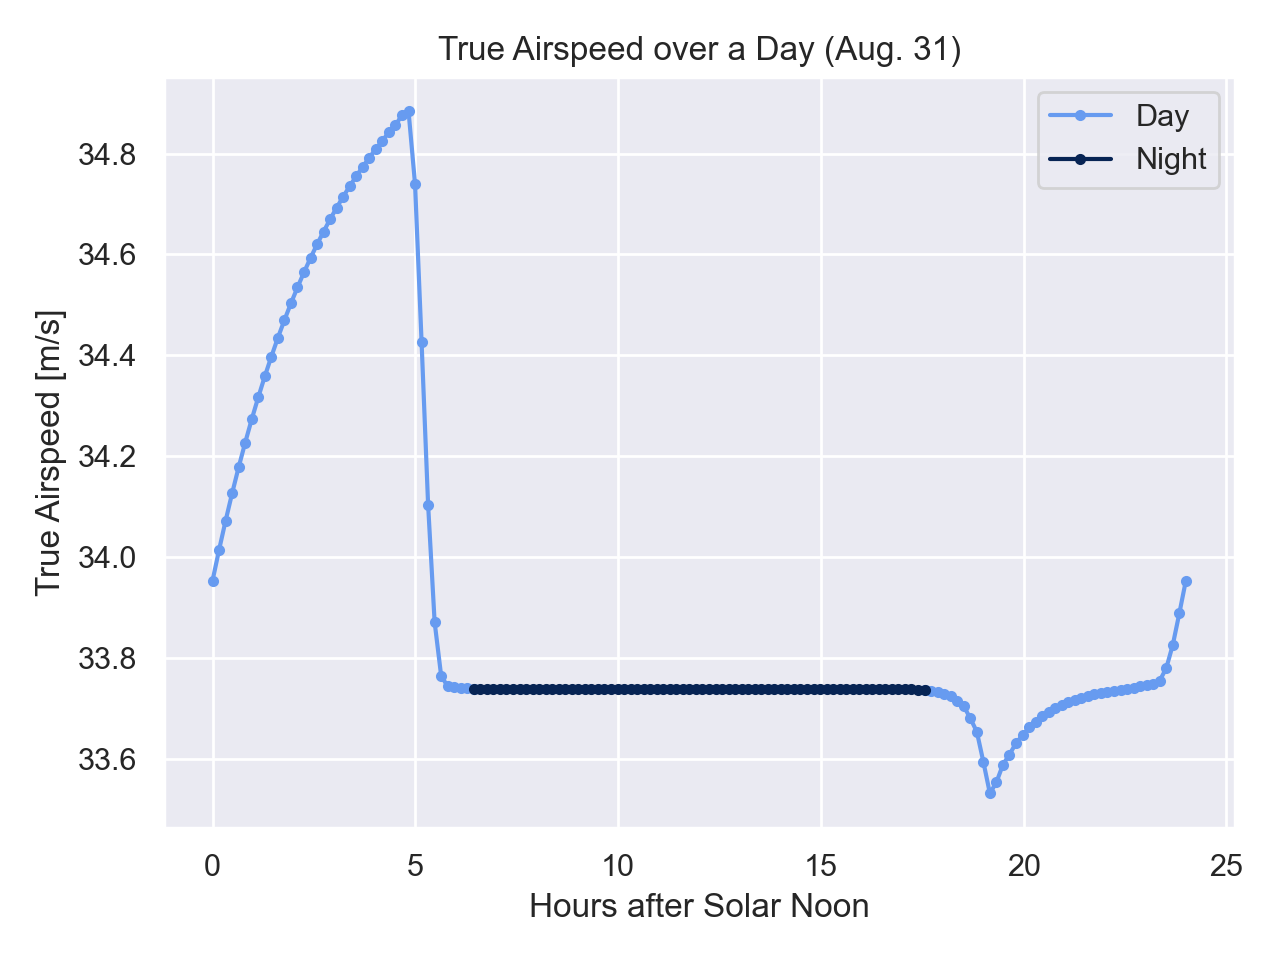 True Airspeed over a Day (Aug. 31)
Day
Night
34.8
34.6
34.4
34.2
34.0
33.8
33.6
True Airspeed [m/s]
0 5 10 15 20 25
Hours after Solar Noon